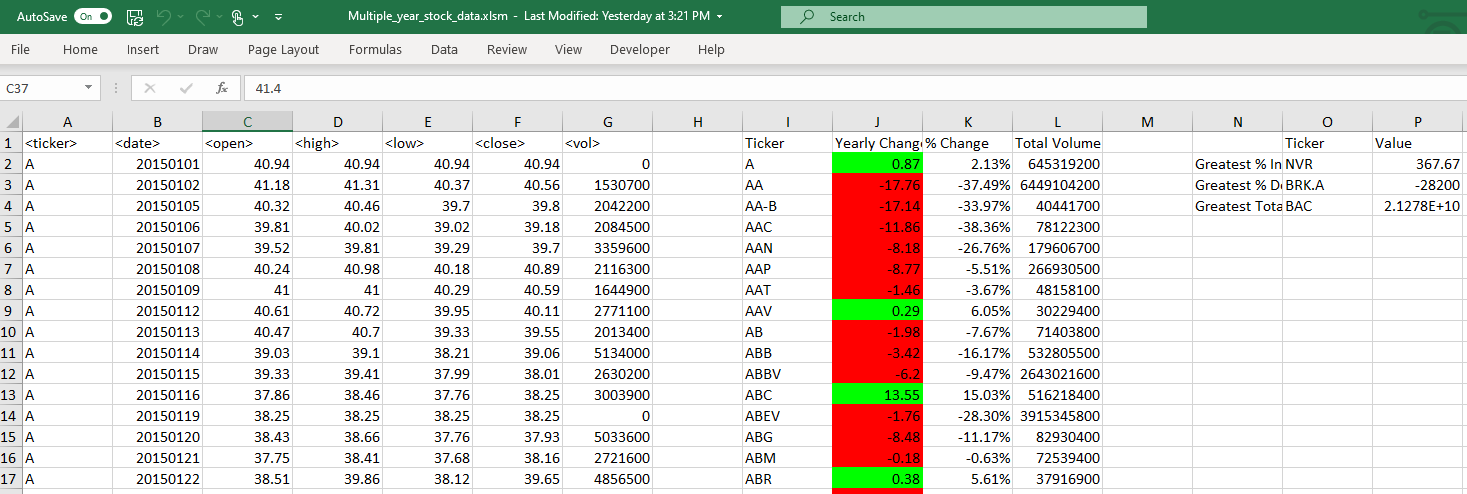 AutoSave On Multiple_year_stock_data.xlsm - Last Modified: Yesterday at 3:21 PM Search
File Home Insert Draw Page Layout Formulas Data Review View Developer Help
C37 fx 41.4
A B C D E F G H I J K L M N O P
1 <ticker> <date> <open> <high> <low> <close> <vol> Ticker Yearly Chang % Change Total Volume Ticker Value
2 A 20150101 40.94 40.94 40.94 40.94 0 A 0.87 2.13% 645319200 Greatest % In NVR 367.67
3 A 20150102 41.18 41.31 40.37 40.56 1530700 AA -17.76 -37.49% 6449104200 Greatest % De BRK.A -28200
4 A 20150105 40.32 40.46 39.7 39.8 2042200 AA-B -17.14 -33.97% 40441700 Greatest Tota BAC 2.1278E+10
5 A 20150106 39.81 40.02 39.02 39.18 2084500 AAC -11.86 -38.36% 78122300
6 A 20150107 39.52 39.81 39.29 39.7 3359600 AAN -8.18 -26.76% 179606700
7 A 20150108 40.24 40.98 40.18 40.89 2116300 AAP -8.77 -5.51% 266930500
8 A 20150109 41 41 40.29 40.59 1644900 AAT -1.46 -3.67% 48158100
9 A 20150112 40.61 40.72 39.95 40.11 2771100 AAV 0.29 6.05% 30229400
10 A 20150113 40.47 40.7 39.33 39.55 2013400 AB -1.98 -7.67% 71403800
11 A 20150114 39.03 39.1 38.21 39.06 5134000 ABB -3.42 -16.17% 532805500
12 A 20150115 39.33 39.41 37.99 38.01 2630200 ABBV -6.2 -9.47% 2643021600
13 A 20150116 37.86 38.46 37.76 38.25 3003900 ABC 13.55 15.03% 516218400
14 A 20150119 38.25 38.25 38.25 38.25 0 ABEV -1.76 -28.30% 3915345800
15 A 20150120 38.43 38.66 37.76 37.93 5033600 ABG -8.48 -11.17% 82930400
16 A 20150121 37.75 38.41 37.68 38.16 2721600 ABM -0.18 -0.63% 72539400
17 A 20150122 38.51 39.86 38.12 39.65 4856500 ABR 0.38 5.61% 37916900